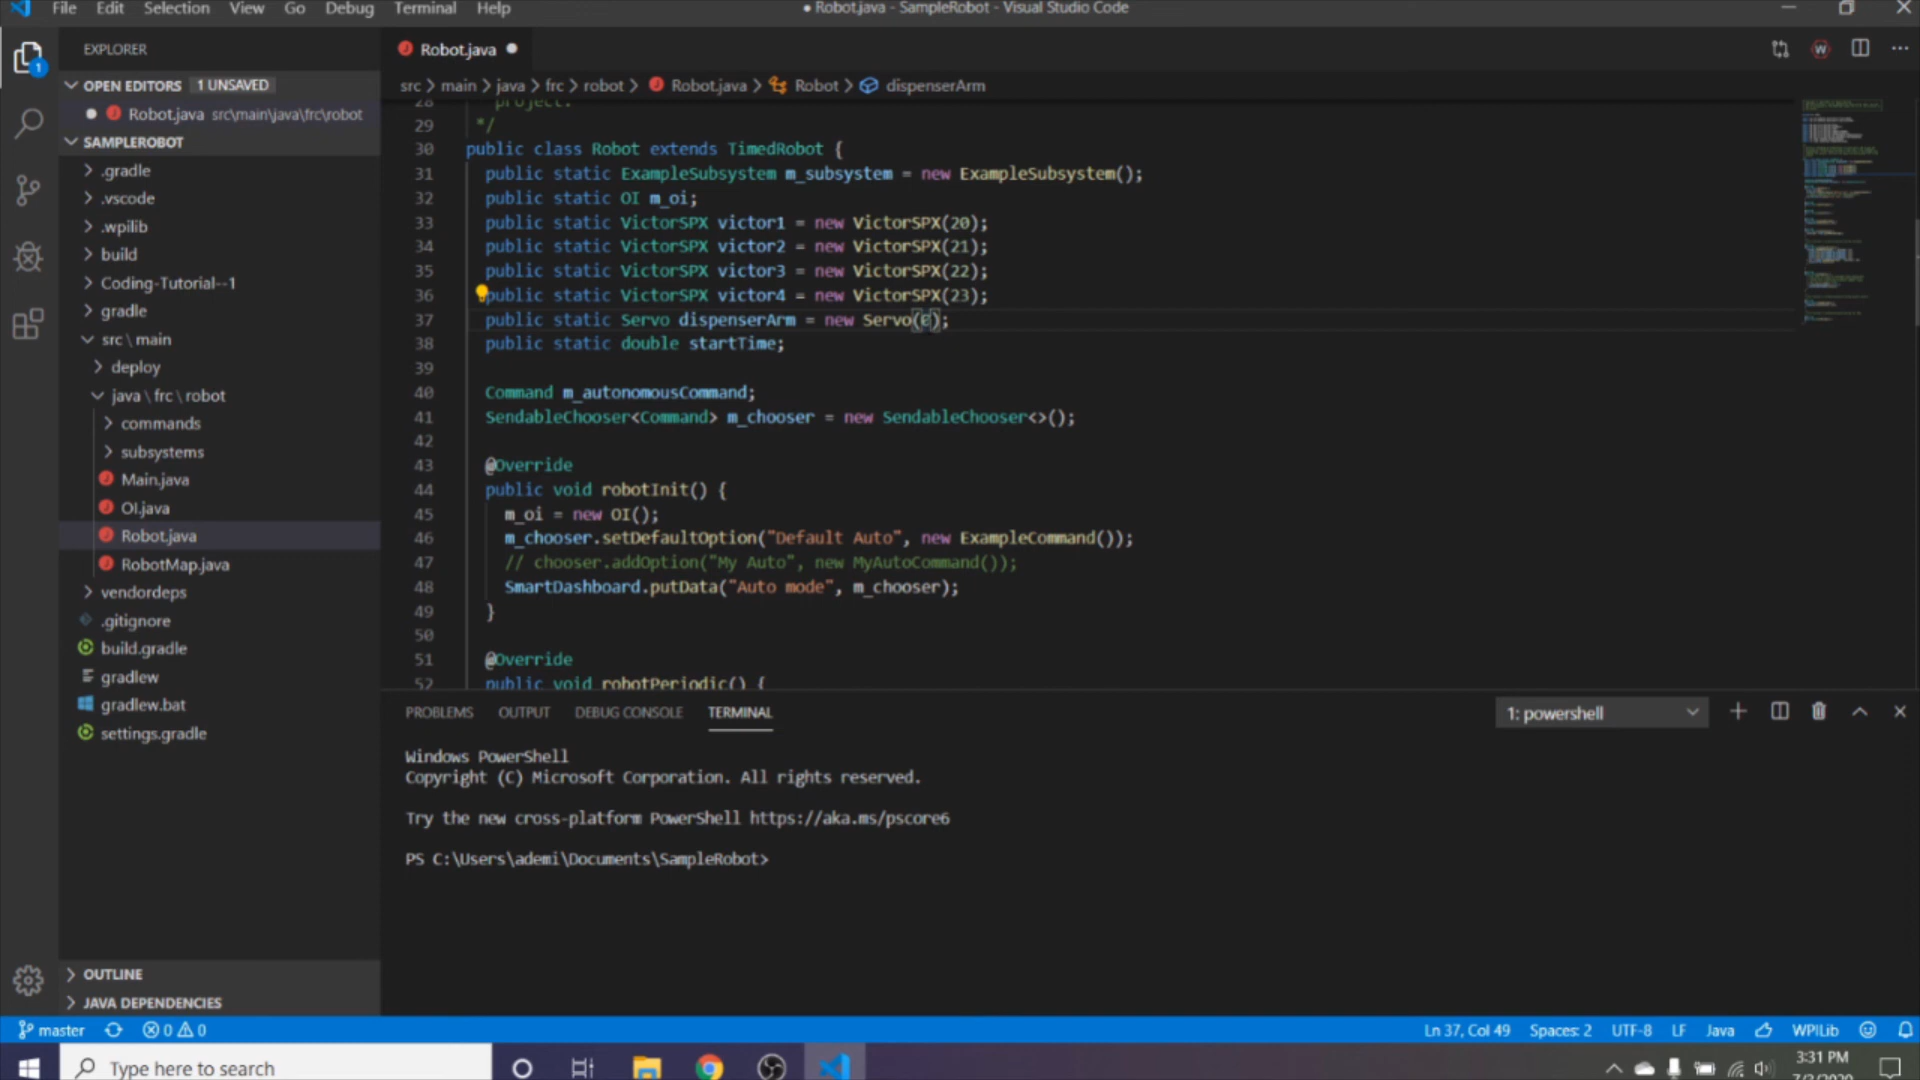 File Edit Selection View Go Debug Terminal Help
● Robot.java - SampleRobot - Visual Studio Code
EXPLORER
OPEN EDITORS 1 UNSAVED
Robot.java src\main\java\frc\robot
SAMPLEROBOT
.gradle
.vscode
.wpilib
build
Coding-Tutorial--1
gradle
src \ main
deploy
java \ frc \ robot
commands
subsystems
Main.java
OI.java
Robot.java
RobotMap.java
vendordeps
.gitignore
build.gradle
gradlew
gradlew.bat
settings.gradle
OUTLINE
JAVA DEPENDENCIES
1
Robot.java
src > main > java > frc > robot > Robot.java > Robot > dispenserArm
28 project.
29 */
30 public class Robot extends TimedRobot {
31 public static ExampleSubsystem m_subsystem = new ExampleSubsystem();
32 public static OI m_oi;
33 public static VictorSPX victor1 = new VictorSPX(20);
34 public static VictorSPX victor2 = new VictorSPX(21);
35 public static VictorSPX victor3 = new VictorSPX(22);
36 public static VictorSPX victor4 = new VictorSPX(23);
37 public static Servo dispenserArm = new Servo(0);
38 public static double startTime;
39
40 Command m_autonomousCommand;
41 SendableChooser<Command> m_chooser = new SendableChooser<>();
42
43 @Override
44 public void robotInit() {
45 m_oi = new OI();
46 m_chooser.setDefaultOption("Default Auto", new ExampleCommand());
47 // chooser.addOption("My Auto", new MyAutoCommand());
48 SmartDashboard.putData("Auto mode", m_chooser);
49 }
50
51 @Override
52 public void robotPeriodic() {
PROBLEMS OUTPUT DEBUG CONSOLE TERMINAL
1: powershell
Windows PowerShell
Copyright (C) Microsoft Corporation. All rights reserved.
Try the new cross-platform PowerShell https://aka.ms/pscore6
PS C:\Users\ademi\Documents\SampleRobot>
master 0 0
Ln 37, Col 49 Spaces: 2 UTF-8 LF Java WPILib
Type here to search
3:31 PM